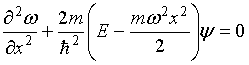 ∂²ω/∂x² + 2m/ħ² (E − mω²x²/2)ψ = 0